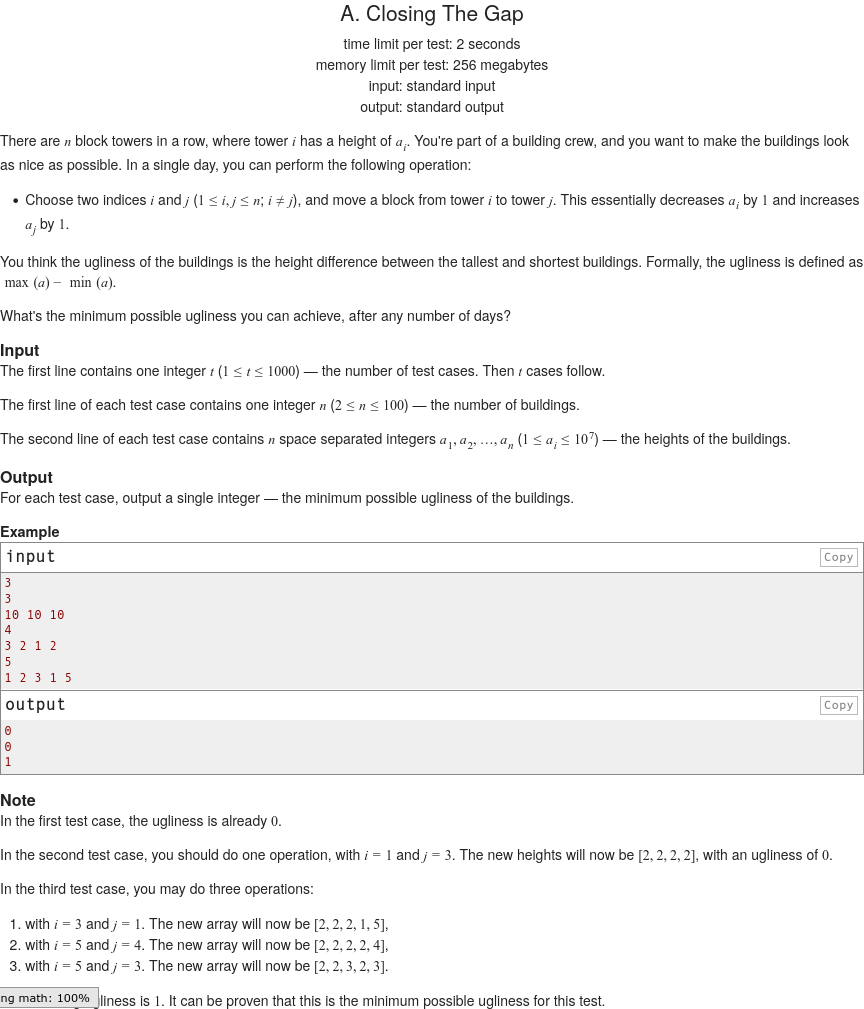 A. Closing The Gap
time limit per test: 2 seconds
memory limit per test: 256 megabytes
input: standard input
output: standard output
There are n block towers in a row, where tower i has a height of a_i. You're part of a building crew, and you want to make the buildings look
as nice as possible. In a single day, you can perform the following operation:
• Choose two indices i and j (1 ≤ i, j ≤ n; i ≠ j), and move a block from tower i to tower j. This essentially decreases a_i by 1 and increases
a_j by 1.
You think the ugliness of the buildings is the height difference between the tallest and shortest buildings. Formally, the ugliness is defined as
max (a) − min (a).
What's the minimum possible ugliness you can achieve, after any number of days?
Input
The first line contains one integer t (1 ≤ t ≤ 1000) — the number of test cases. Then t cases follow.
The first line of each test case contains one integer n (2 ≤ n ≤ 100) — the number of buildings.
The second line of each test case contains n space separated integers a_1, a_2, …, a_n (1 ≤ a_i ≤ 10^7) — the heights of the buildings.
Output
For each test case, output a single integer — the minimum possible ugliness of the buildings.
Example
input Copy
3
3
10 10 10
4
3 2 1 2
5
1 2 3 1 5
output Copy
0
0
1
Note
In the first test case, the ugliness is already 0.
In the second test case, you should do one operation, with i = 1 and j = 3. The new heights will now be [2, 2, 2, 2], with an ugliness of 0.
In the third test case, you may do three operations:
1. with i = 3 and j = 1. The new array will now be [2, 2, 2, 1, 5],
2. with i = 5 and j = 4. The new array will now be [2, 2, 2, 2, 4],
3. with i = 5 and j = 3. The new array will now be [2, 2, 3, 2, 3].
ng math: 100% gliness is 1. It can be proven that this is the minimum possible ugliness for this test.